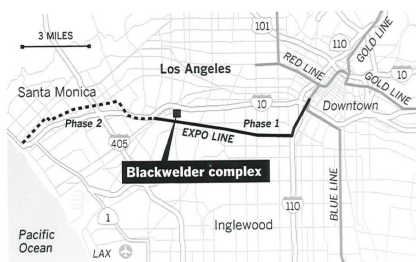 3 MILES
101
110
GOLD LINE
RED LINE
10
Los Angeles
GOLD LINE
Santa Monica
10
Downtown
Phase 2
Phase 1
405
EXPO LINE
Blackwelder complex
BLUE LINE
110
1
Inglewood
Pacific
Ocean
LAX